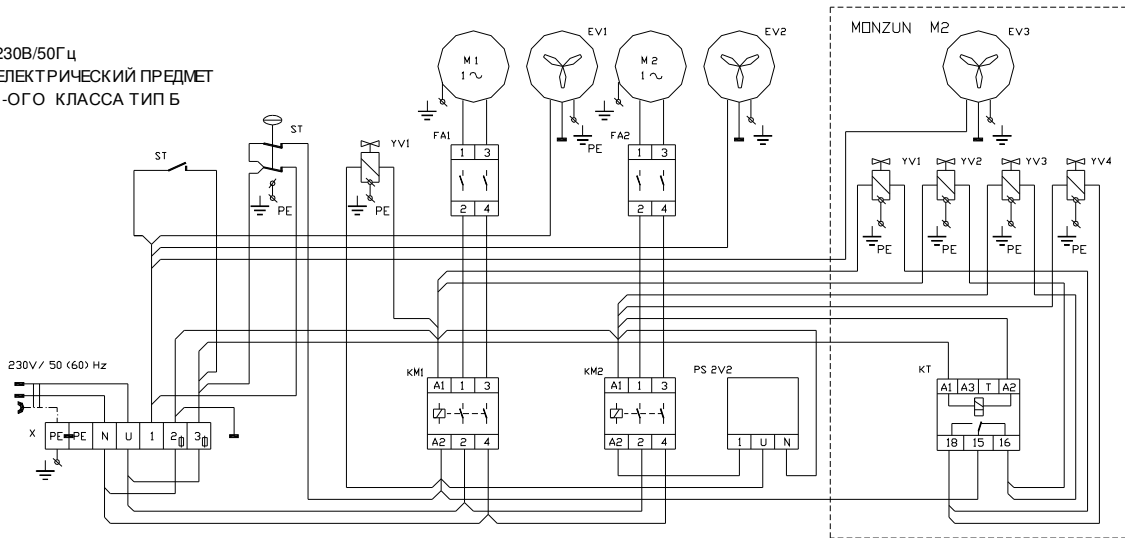 230В/50Гц
ЕЛЕКТРИЧЕСКИЙ ПРЕДМЕТ
-ОГО КЛАССА ТИП Б
MONZUN M2
EV1
EV2
EV3
M1
1~
M2
1~
ST
ST
YV1
PE
PE
FA1
1 3
2 4
PE
FA2
1 3
2 4
YV1
YV2
YV3
YV4
PE
PE
PE
PE
230V/ 50 (60) Hz
X
PE PE N U 1 2 3
KM1
A1 1 3
A2 2 4
KM2
A1 1 3
A2 2 4
PS 2V2
1 U N
KT
A1 A3 T A2
18 15 16